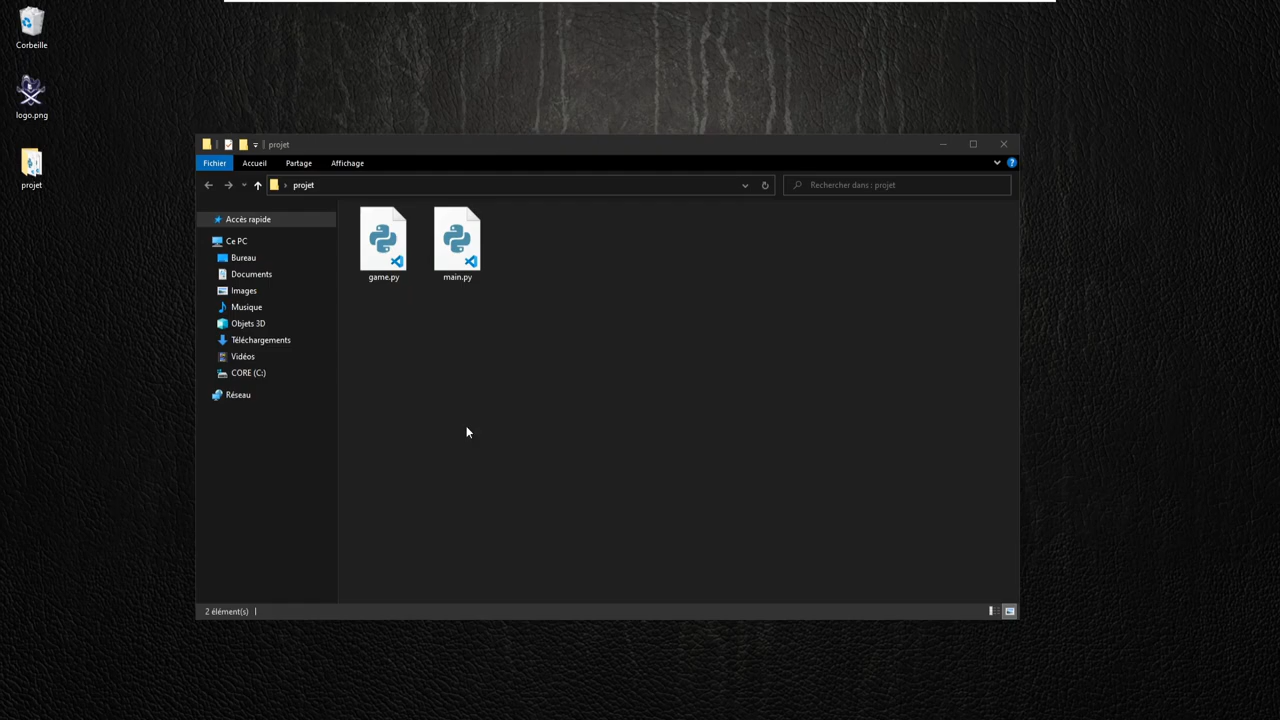 Corbeille
logo.png
projet
projet
Fichier
Accueil
Partage
Affichage
projet
Rechercher dans : projet
Accès rapide
Ce PC
Bureau
Documents
Images
Musique
Objets 3D
Téléchargements
Vidéos
CORE (C:)
Réseau
game.py
main.py
2 élément(s)